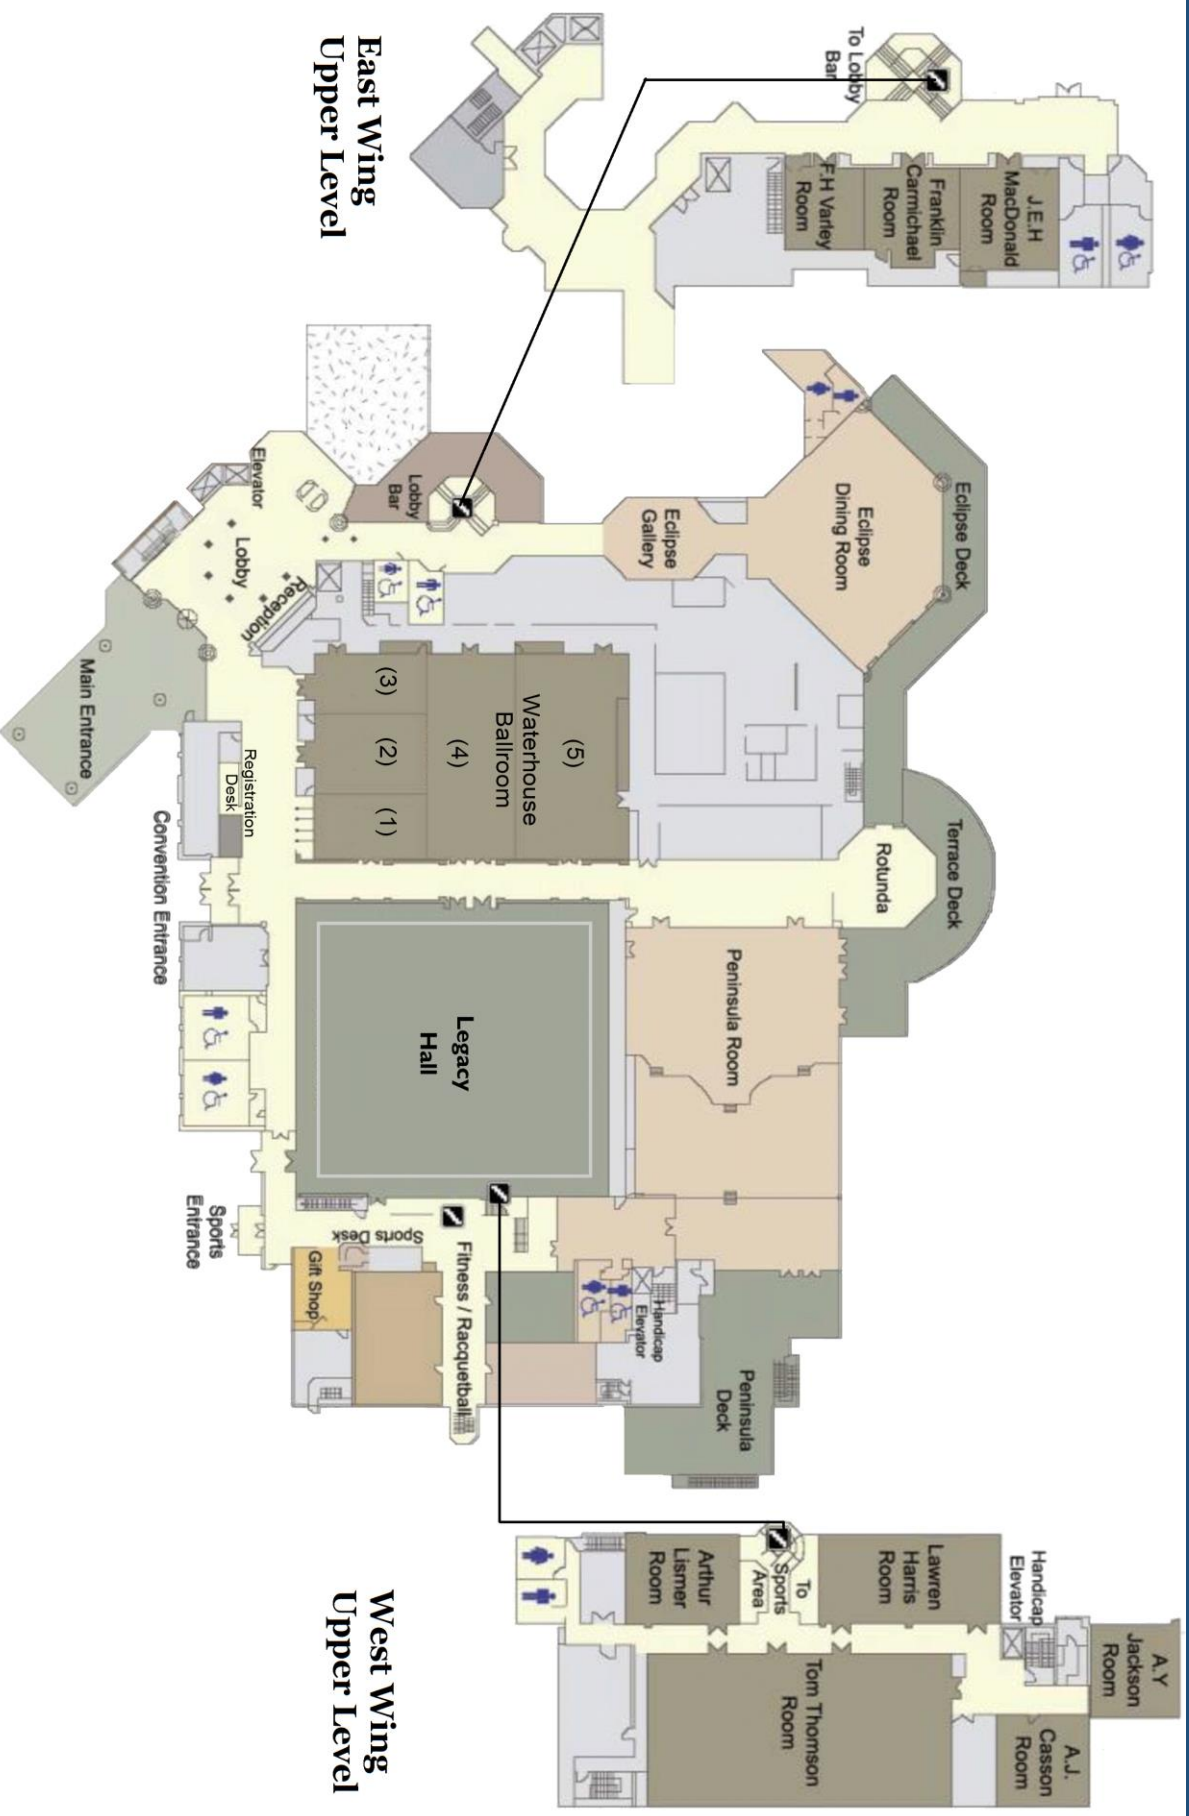 East Wing
Upper Level
To Lobby
Bar
J.E.H
MacDonald
Room
Franklin
Carmichael
Room
F.H Varley
Room
Eclipse Deck
Eclipse
Dining Room
Eclipse
Gallery
Lobby
Bar
Elevator
Lobby
Reception
Main Entrance
Registration
Desk
Convention Entrance
(5)
Waterhouse
Ballroom
(4)
(3)
(2)
(1)
Terrace Deck
Rotunda
Peninsula Room
Legacy
Hall
Sports
Entrance
Sports Desk
Gift Shop
Fitness / Racquetball
Handicap
Elevator
Peninsula
Deck
West Wing
Upper Level
Handicap
Elevator
Lawren
Harris
Room
To
Sports
Area
Arthur
Lismer
Room
Tom Thomson
Room
A.Y
Jackson
Room
A.J.
Casson
Room